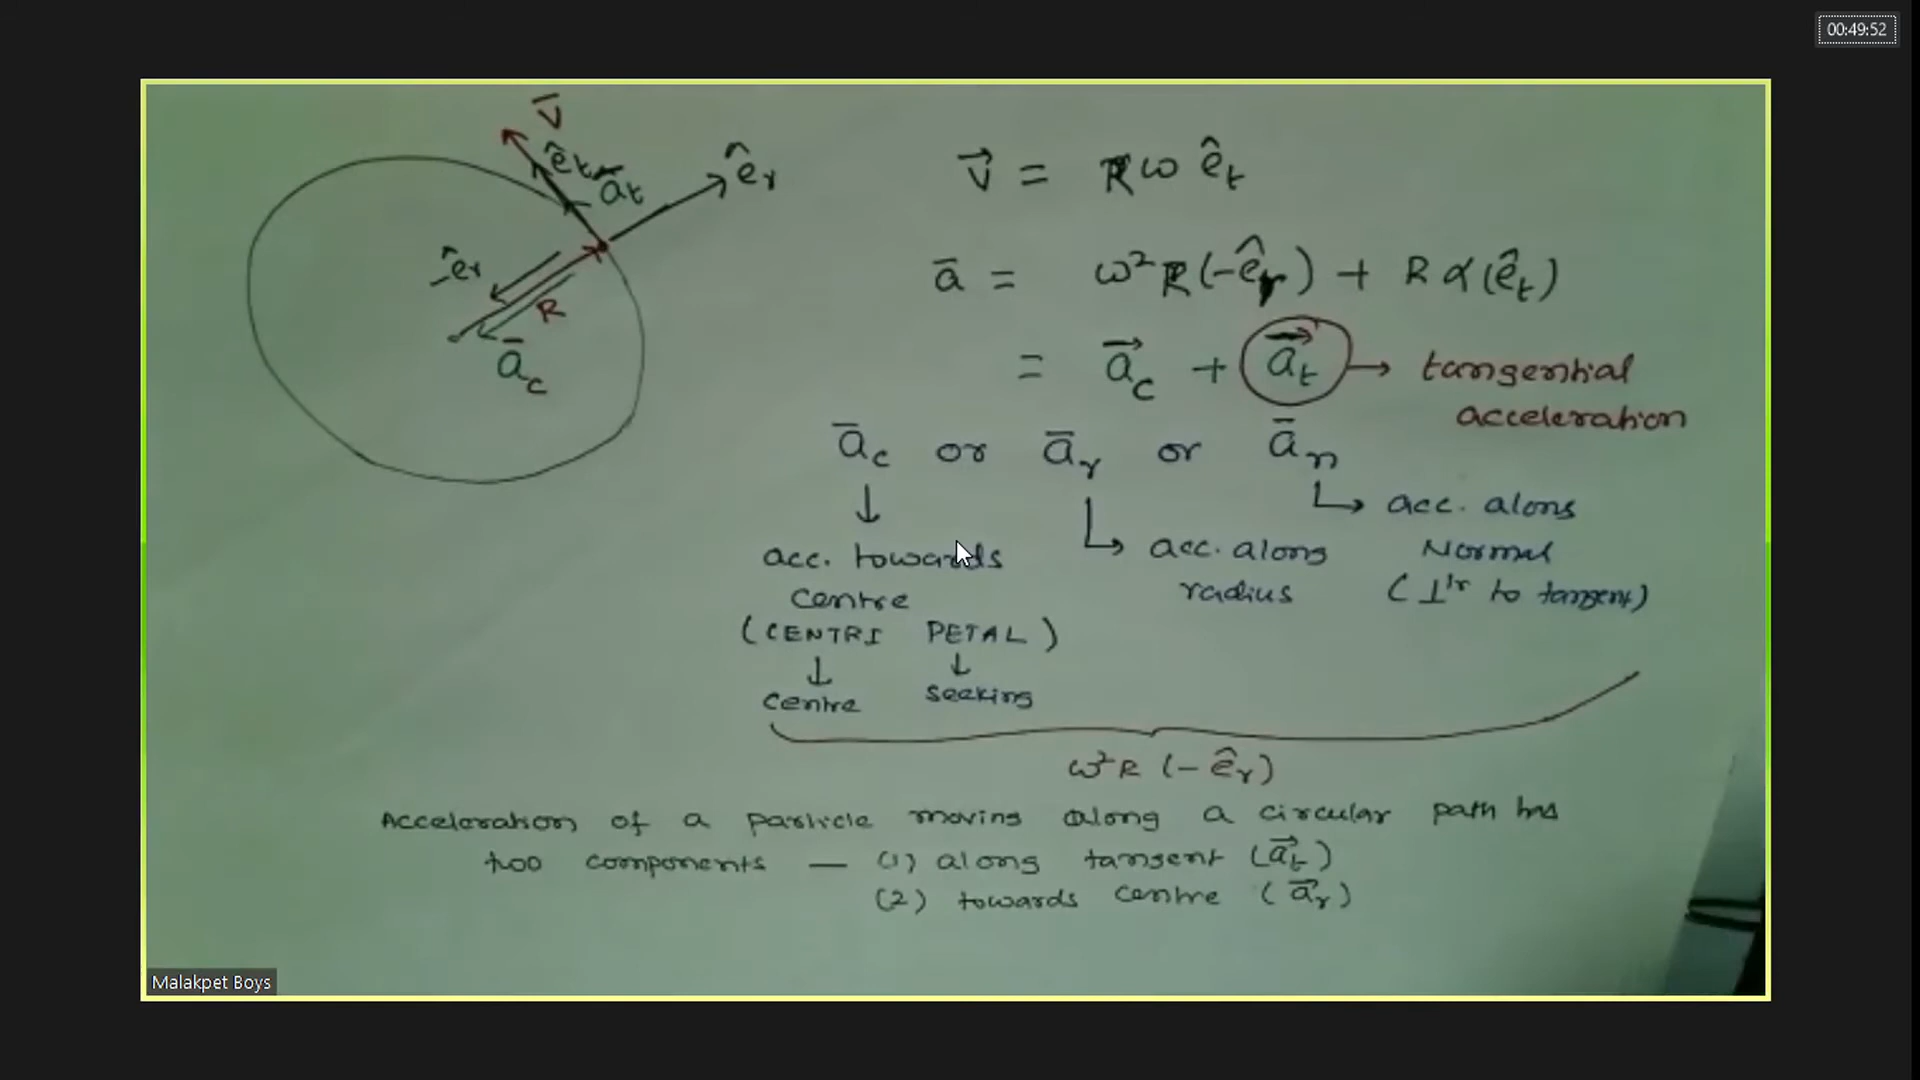 00:49:52
v̄
êt
āt
êr
-êr
R
āc
v⃗ = Rω êt
ā = ω²R(-êr) + Rα(êt)
= a⃗c + a⃗t → tangential
acceleration
āc or ār or ān
↓
acc. towards
centre
(CENTRI PETAL)
↓ ↓
centre seeking
acc. along
radius
acc. along
Normal
(⊥lr to tangent)
ω²R (-êr)
Acceleration of a particle moving along a circular path has
two components — (1) along tangent (a⃗t)
(2) towards centre (a⃗r)
Malakpet Boys